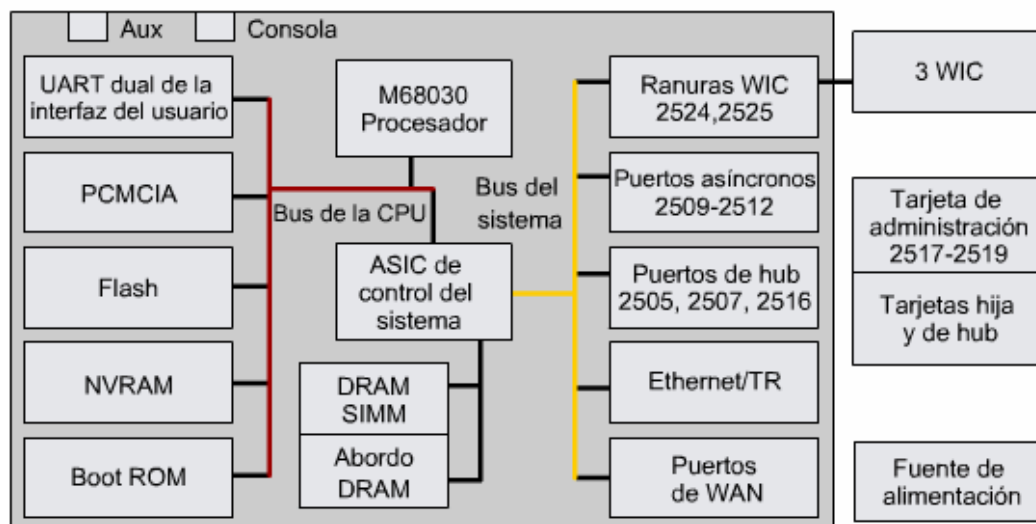 Aux
Consola
UART dual de la
interfaz del usuario
PCMCIA
Flash
NVRAM
Boot ROM
M68030
Procesador
Bus de la CPU
ASIC de
control del
sistema
DRAM
SIMM
Abordo
DRAM
Bus del
sistema
Ranuras WIC
2524,2525
Puertos asíncronos
2509-2512
Puertos de hub
2505, 2507, 2516
Ethernet/TR
Puertos
de WAN
3 WIC
Tarjeta de
administración
2517-2519
Tarjetas hija
y de hub
Fuente de
alimentación